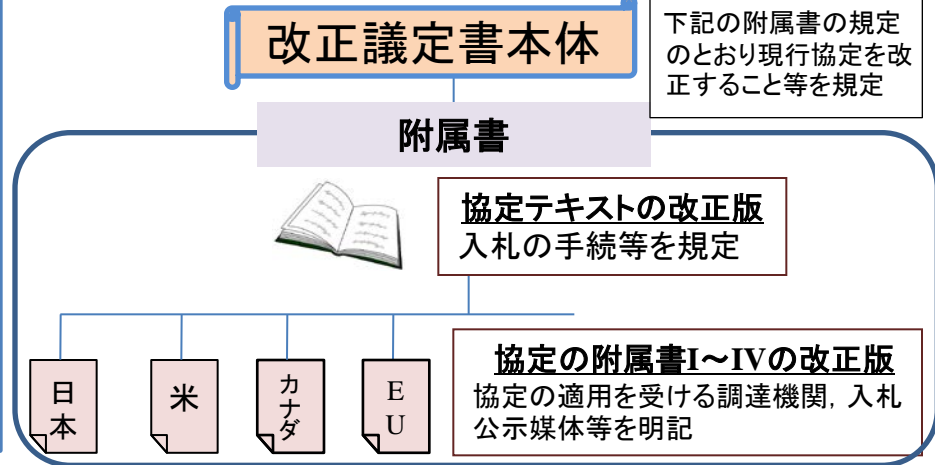 改正議定書本体
下記の附属書の規定
のとおり現行協定を改
正すること等を規定
附属書
協定テキストの改正版
入札の手続等を規定
日本
米
カナダ
EU
協定の附属書I～IVの改正版
協定の適用を受ける調達機関，入札
公示媒体等を明記